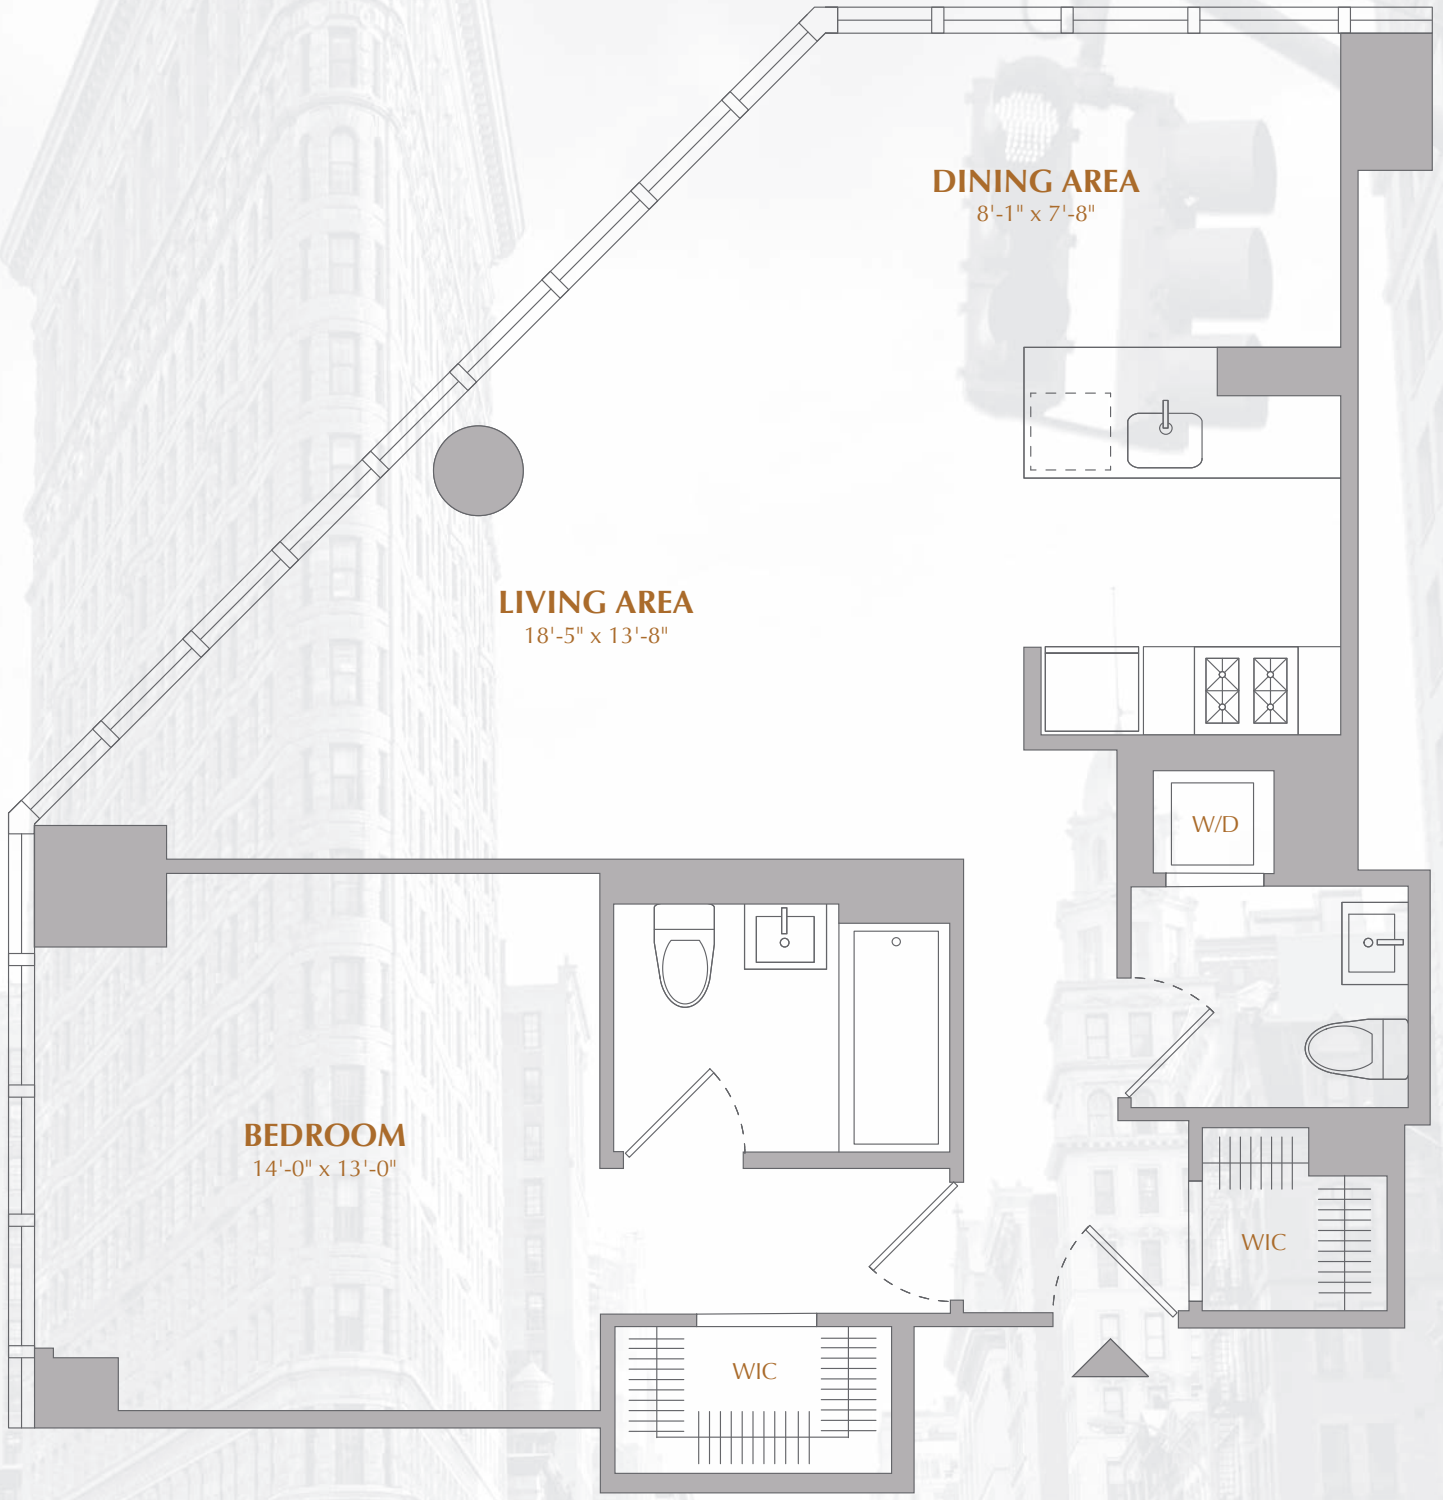 DINING AREA
8'-1" x 7'-8"
LIVING AREA
18'-5" x 13'-8"
W/D
BEDROOM
14'-0" x 13'-0"
WIC
WIC